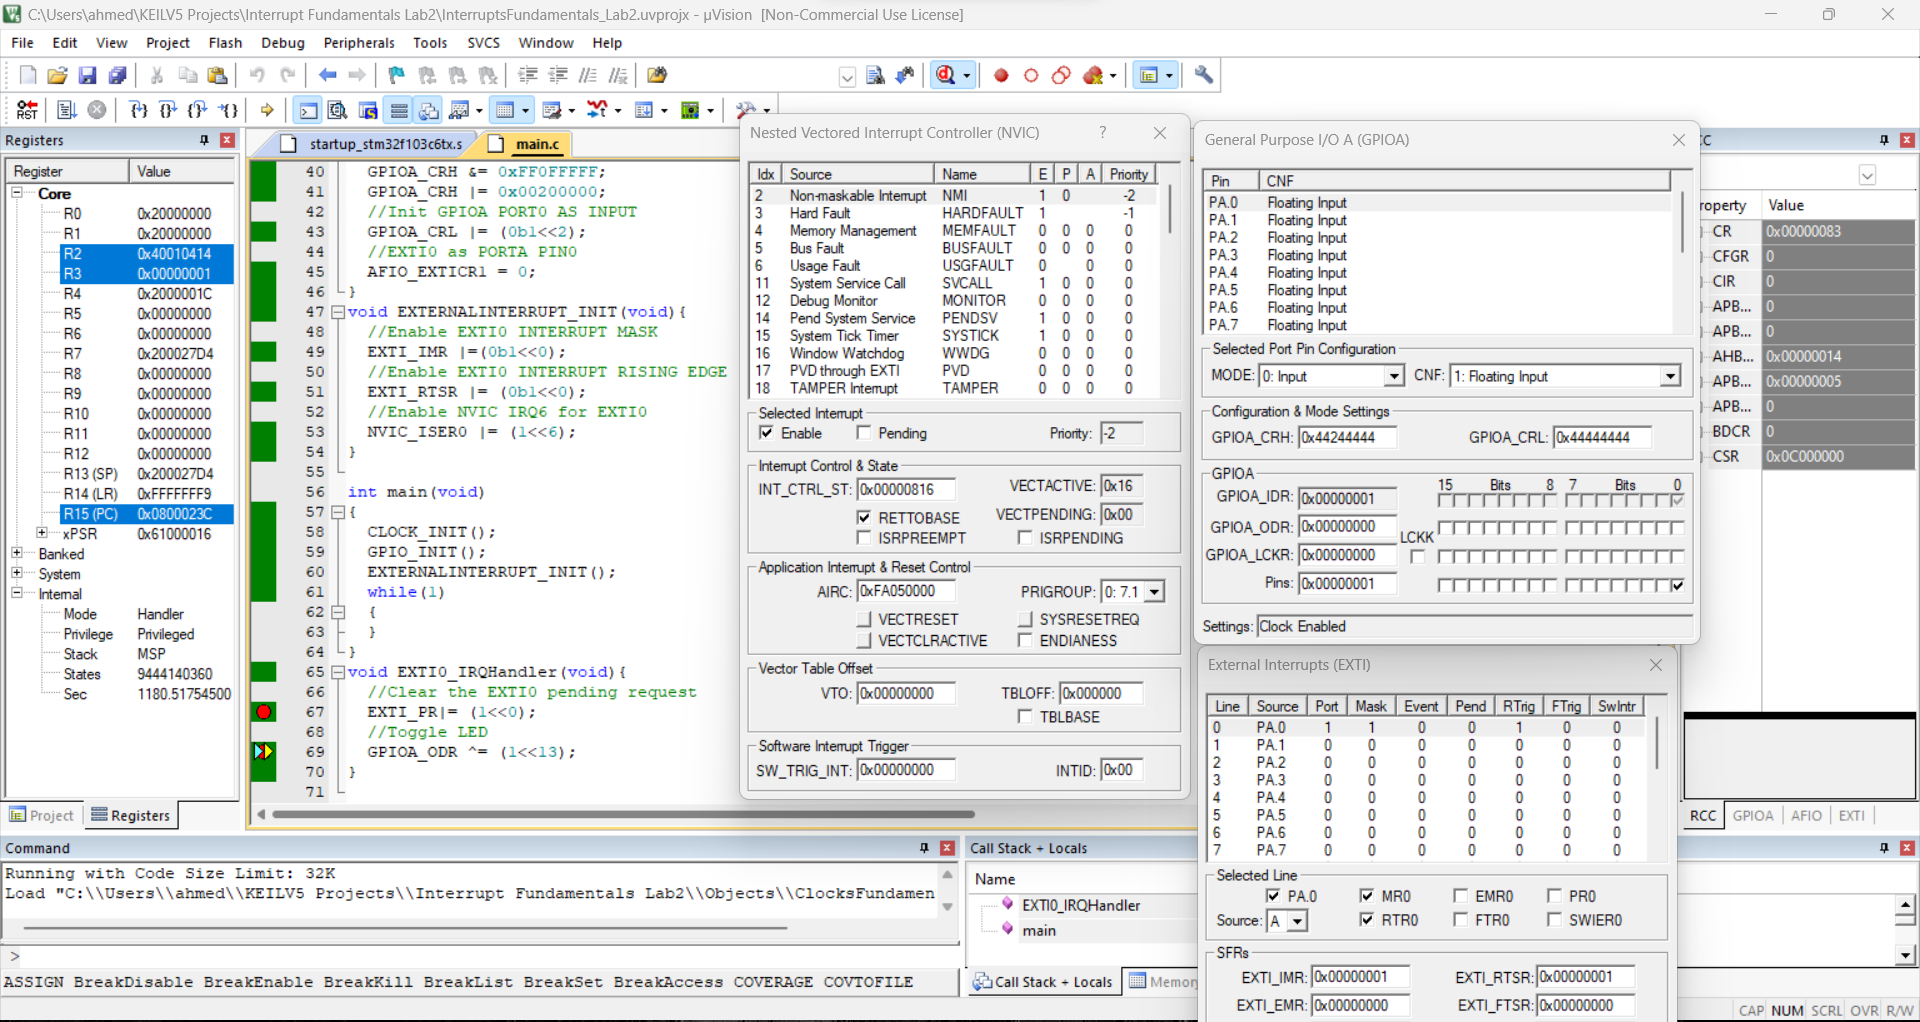 C:\Users\ahmed\KEILV5 Projects\Interrupt Fundamentals Lab2\InterruptsFundamentals_Lab2.uvprojx - µVision [Non-Commercial Use License]
File Edit View Project Flash Debug Peripherals Tools SVCS Window Help
RST
Registers
Register Value
Core
R0 0x20000000
R1 0x20000000
R2 0x40010414
R3 0x00000001
R4 0x2000001C
R5 0x00000000
R6 0x00000000
R7 0x200027D4
R8 0x00000000
R9 0x00000000
R10 0x00000000
R11 0x00000000
R12 0x00000000
R13 (SP) 0x200027D4
R14 (LR) 0xFFFFFFF9
R15 (PC) 0x0800023C
xPSR 0x61000016
Banked
System
Internal
Mode Handler
Privilege Privileged
Stack MSP
States 9444140360
Sec 1180.51754500
Project Registers
startup_stm32f103c6tx.s main.c
40 GPIOA_CRH &= 0xFF0FFFFF;
41 GPIOA_CRH |= 0x00200000;
42 //Init GPIOA PORT0 AS INPUT
43 GPIOA_CRL |= (0b1<<2);
44 //EXTI0 as PORTA PIN0
45 AFIO_EXTICR1 = 0;
46 }
47 void EXTERNALINTERRUPT_INIT(void){
48 //Enable EXTI0 INTERRUPT MASK
49 EXTI_IMR |=(0b1<<0);
50 //Enable EXTI0 INTERRUPT RISING EDGE
51 EXTI_RTSR |= (0b1<<0);
52 //Enable NVIC IRQ6 for EXTI0
53 NVIC_ISER0 |= (1<<6);
54 }
55
56 int main(void)
57 {
58 CLOCK_INIT();
59 GPIO_INIT();
60 EXTERNALINTERRUPT_INIT();
61 while(1)
62 {
63 }
64 }
65 void EXTI0_IRQHandler(void){
66 //Clear the EXTI0 pending request
67 EXTI_PR|= (1<<0);
68 //Toggle LED
69 GPIOA_ODR ^= (1<<13);
70 }
71
Nested Vectored Interrupt Controller (NVIC) ?
Idx Source Name E P A Priority
2 Non-maskable Interrupt NMI 1 0 -2
3 Hard Fault HARDFAULT 1 -1
4 Memory Management MEMFAULT 0 0 0 0
5 Bus Fault BUSFAULT 0 0 0 0
6 Usage Fault USGFAULT 0 0 0
11 System Service Call SVCALL 1 0 0 0
12 Debug Monitor MONITOR 0 0 0 0
14 Pend System Service PENDSV 1 0 0 0
15 System Tick Timer SYSTICK 1 0 0 0
16 Window Watchdog WWDG 0 0 0 0
17 PVD through EXTI PVD 0 0 0 0
18 TAMPER Interrupt TAMPER 0 0 0 0
Selected Interrupt
Enable Pending Priority: -2
Interrupt Control & State
INT_CTRL_ST: 0x00000816 VECTACTIVE: 0x16
RETTOBASE VECTPENDING: 0x00
ISRPREEMPT ISRPENDING
Application Interrupt & Reset Control
AIRC: 0xFA050000 PRIGROUP: 0: 7.1
VECTRESET SYSRESETREQ
VECTCLRACTIVE ENDIANESS
Vector Table Offset
VTO: 0x00000000 TBLOFF: 0x000000
TBLBASE
Software Interrupt Trigger
SW_TRIG_INT: 0x00000000 INTID: 0x00
General Purpose I/O A (GPIOA)
Pin CNF
PA.0 Floating Input
PA.1 Floating Input
PA.2 Floating Input
PA.3 Floating Input
PA.4 Floating Input
PA.5 Floating Input
PA.6 Floating Input
PA.7 Floating Input
Selected Port Pin Configuration
MODE: 0: Input CNF: 1: Floating Input
Configuration & Mode Settings
GPIOA_CRH: 0x44244444 GPIOA_CRL: 0x44444444
GPIOA
15 Bits 8 7 Bits 0
GPIOA_IDR: 0x00000001
GPIOA_ODR: 0x00000000
LCKK
GPIOA_LCKR: 0x00000000
Pins: 0x00000001
Settings: Clock Enabled
External Interrupts (EXTI)
Line Source Port Mask Event Pend RTrig FTrig SwIntr
0 PA.0 1 1 0 0 1 0 0
1 PA.1 0 0 0 0 0 0 0
2 PA.2 0 0 0 0 0 0 0
3 PA.3 0 0 0 0 0 0 0
4 PA.4 0 0 0 0 0 0 0
5 PA.5 0 0 0 0 0 0 0
6 PA.6 0 0 0 0 0 0 0
7 PA.7 0 0 0 0 0 0 0
Selected Line
PA.0 MR0 EMR0 PR0
Source: A RTR0 FTR0 SWIER0
SFRs
EXTI_IMR: 0x00000001 EXTI_RTSR: 0x00000001
EXTI_EMR: 0x00000000 EXTI_FTSR: 0x00000000
CC
roperty Value
CR 0x00000083
CFGR 0
CIR 0
APB... 0
APB... 0
AHB... 0x00000014
APB... 0x00000005
APB... 0
BDCR 0
CSR 0x0C000000
RCC GPIOA AFIO EXTI
Command
Running with Code Size Limit: 32K
Load "C:\\Users\\ahmed\\KEILV5 Projects\\Interrupt Fundamentals Lab2\\Objects\\ClocksFundamen
>
ASSIGN BreakDisable BreakEnable BreakKill BreakList BreakSet BreakAccess COVERAGE COVTOFILE
Call Stack + Locals
Name
EXTI0_IRQHandler
main
Call Stack + Locals Memory
CAP NUM SCRL OVR R/W